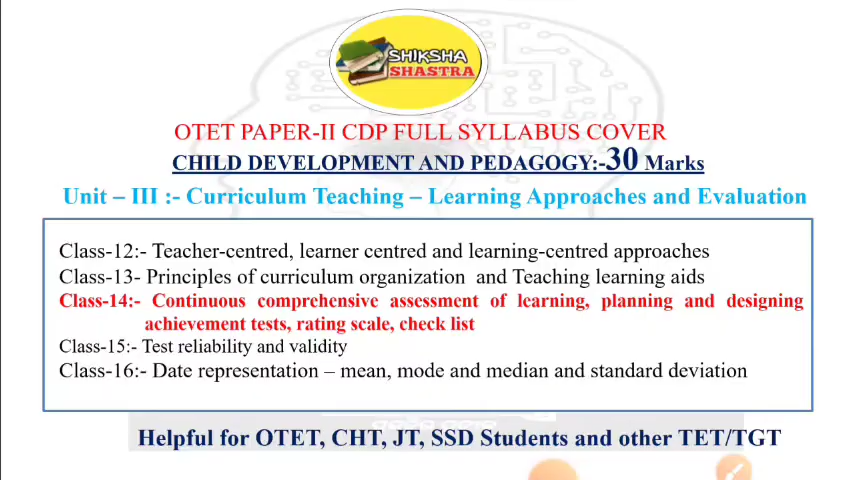 SHIKSHA
SHASTRA
OTET PAPER-II CDP FULL SYLLABUS COVER
CHILD DEVELOPMENT AND PEDAGOGY:-30 Marks
Unit – III :- Curriculum Teaching – Learning Approaches and Evaluation
Class-12:- Teacher-centred, learner centred and learning-centred approaches
Class-13- Principles of curriculum organization and Teaching learning aids
Class-14:- Continuous comprehensive assessment of learning, planning and designing
achievement tests, rating scale, check list
Class-15:- Test reliability and validity
Class-16:- Date representation – mean, mode and median and standard deviation
Helpful for OTET, CHT, JT, SSD Students and other TET/TGT